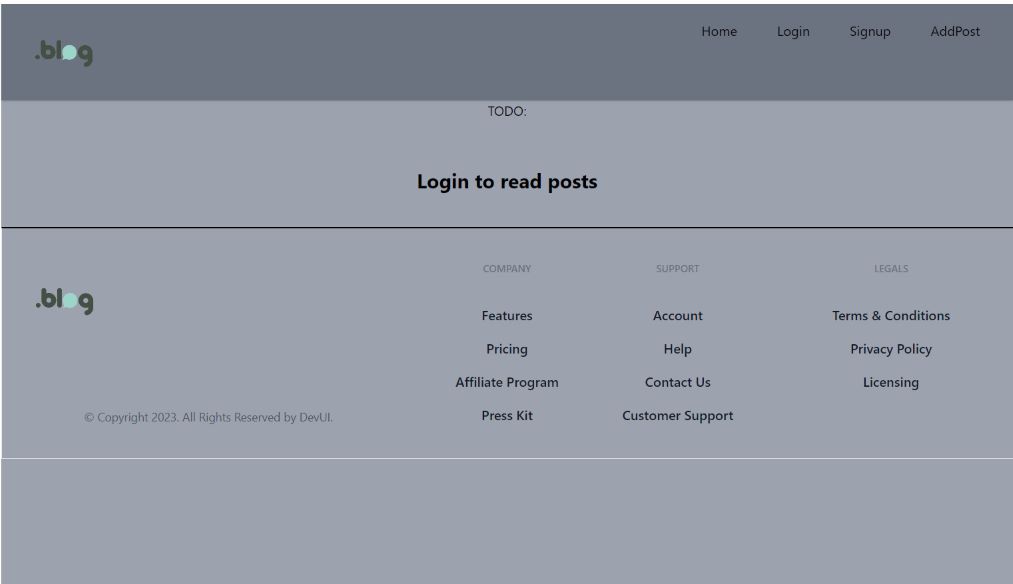 .blog
Home Login Signup AddPost
TODO:
Login to read posts
.blog
© Copyright 2023. All Rights Reserved by DevUI.
COMPANY
Features
Pricing
Affiliate Program
Press Kit
SUPPORT
Account
Help
Contact Us
Customer Support
LEGALS
Terms & Conditions
Privacy Policy
Licensing